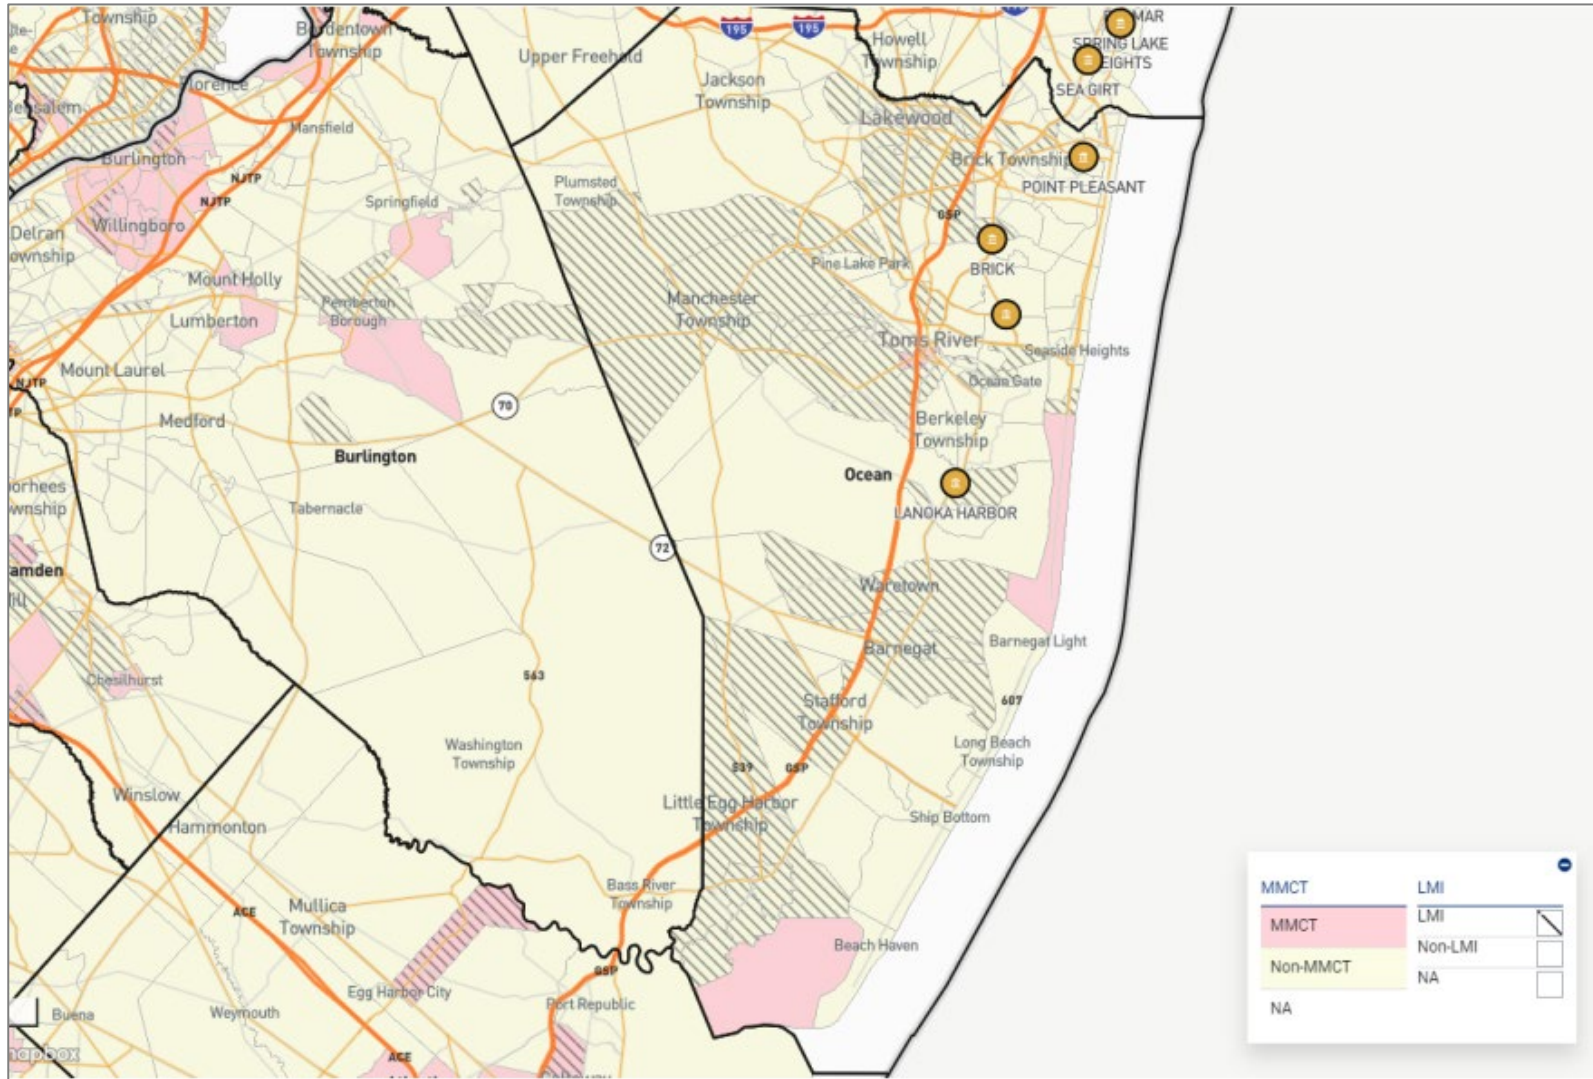 Township
Bordentown
Township
Upper Freehold
195
195
Howell
Township
SPRING LAKE
SEA GIRT
Jackson
Township
Florence
Bensalem
Mansfield
Lakewood
Burlington
NJTP
NJTP
Brick Township
POINT PLEASANT
Plumsted
Township
Springfield
GSP
Willingboro
Delran
Pine Lake Park
BRICK
Mount Holly
Lumberton
Pemberton
Borough
Manchester
Township
Toms River
Seaside Heights
Ocean Gate
Mount Laurel
NJTP
70
Medford
Berkeley
Township
Burlington
Ocean
Tabernacle
LANOKA HARBOR
72
Waretown
Barnegat
Barnegat Light
Chesilhurst
563
607
Stafford
Township
Washington
Township
Long Beach
Township
539
GSP
Winslow
Little Egg Harbor
Township
Ship Bottom
Hammonton
Bass River
Township
ACE
Mullica
Township
Beach Haven
GSP
Egg Harbor City
Port Republic
Buena
Weymouth
ACE
mapbox
MMCT
LMI
MMCT
LMI
Non-MMCT
Non-LMI
NA
NA